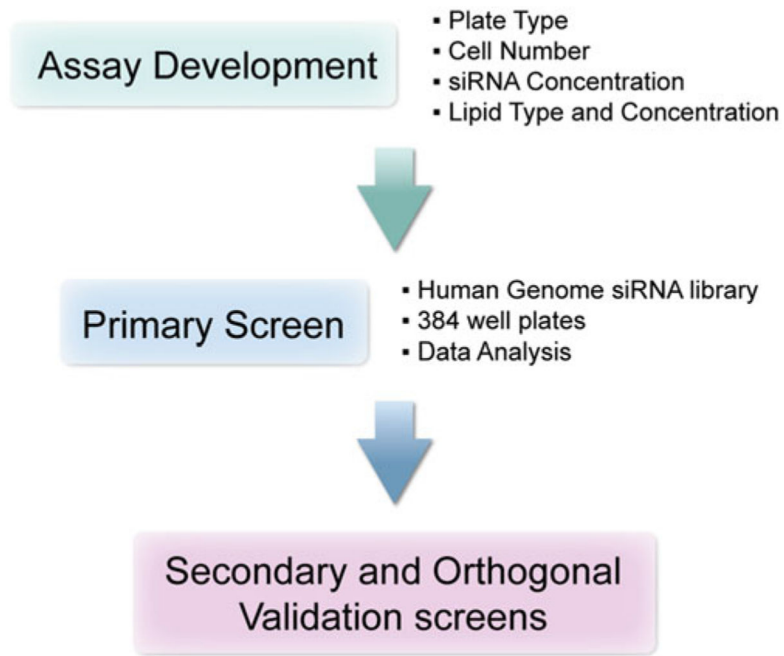 Assay Development
▪ Plate Type
▪ Cell Number
▪ siRNA Concentration
▪ Lipid Type and Concentration
Primary Screen
▪ Human Genome siRNA library
▪ 384 well plates
▪ Data Analysis
Secondary and Orthogonal
Validation screens